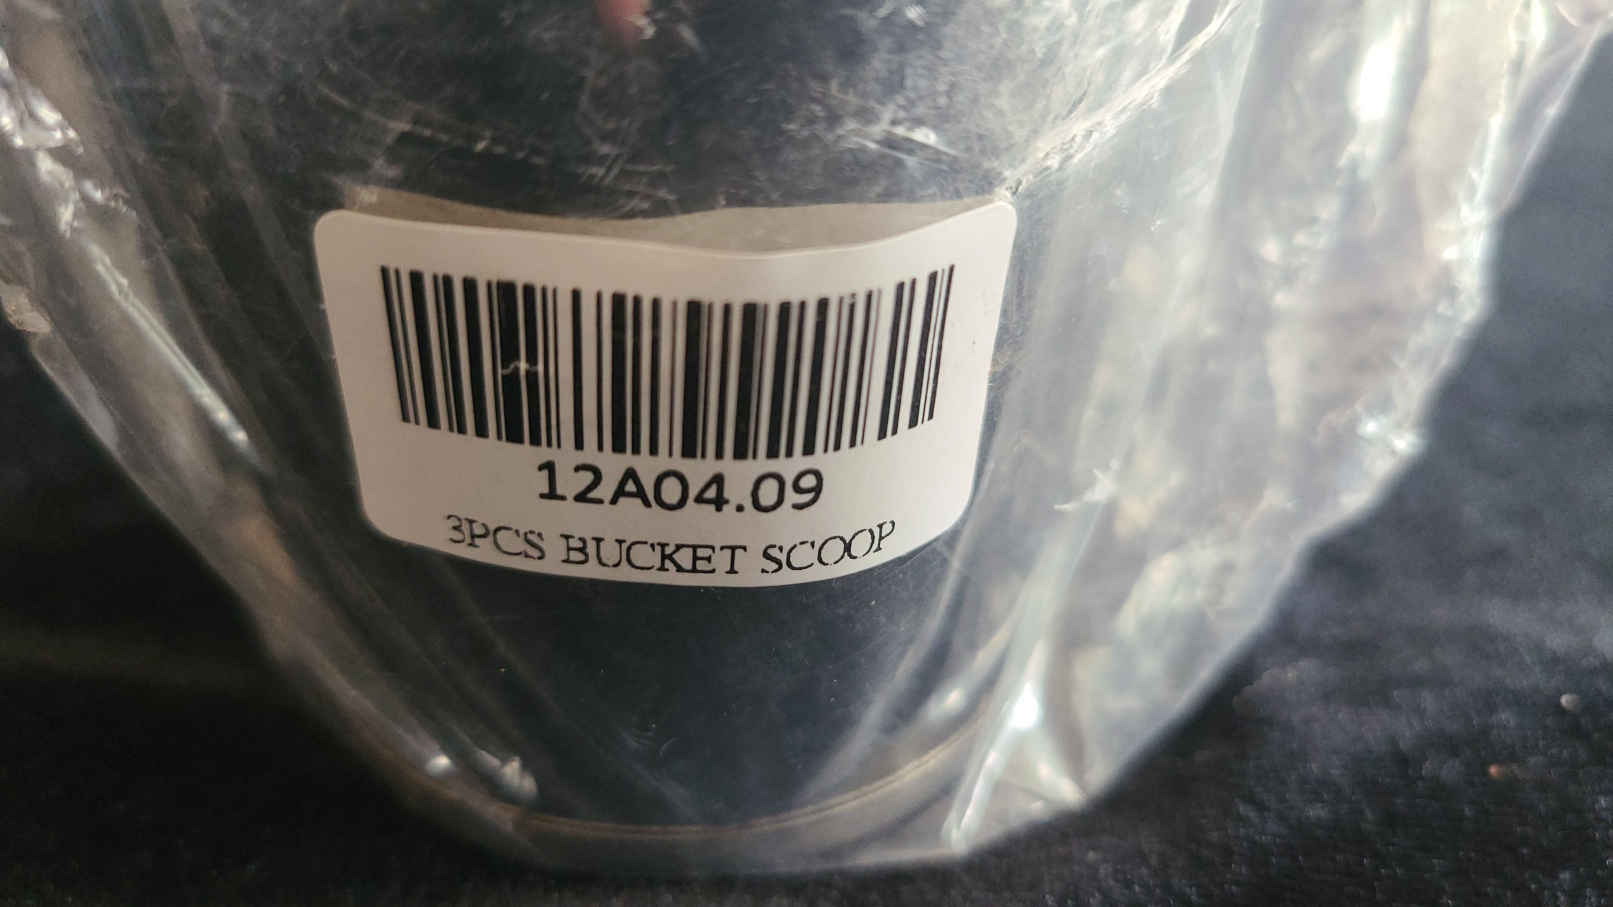 12A04.09
3PCS BUCKET SCOOP